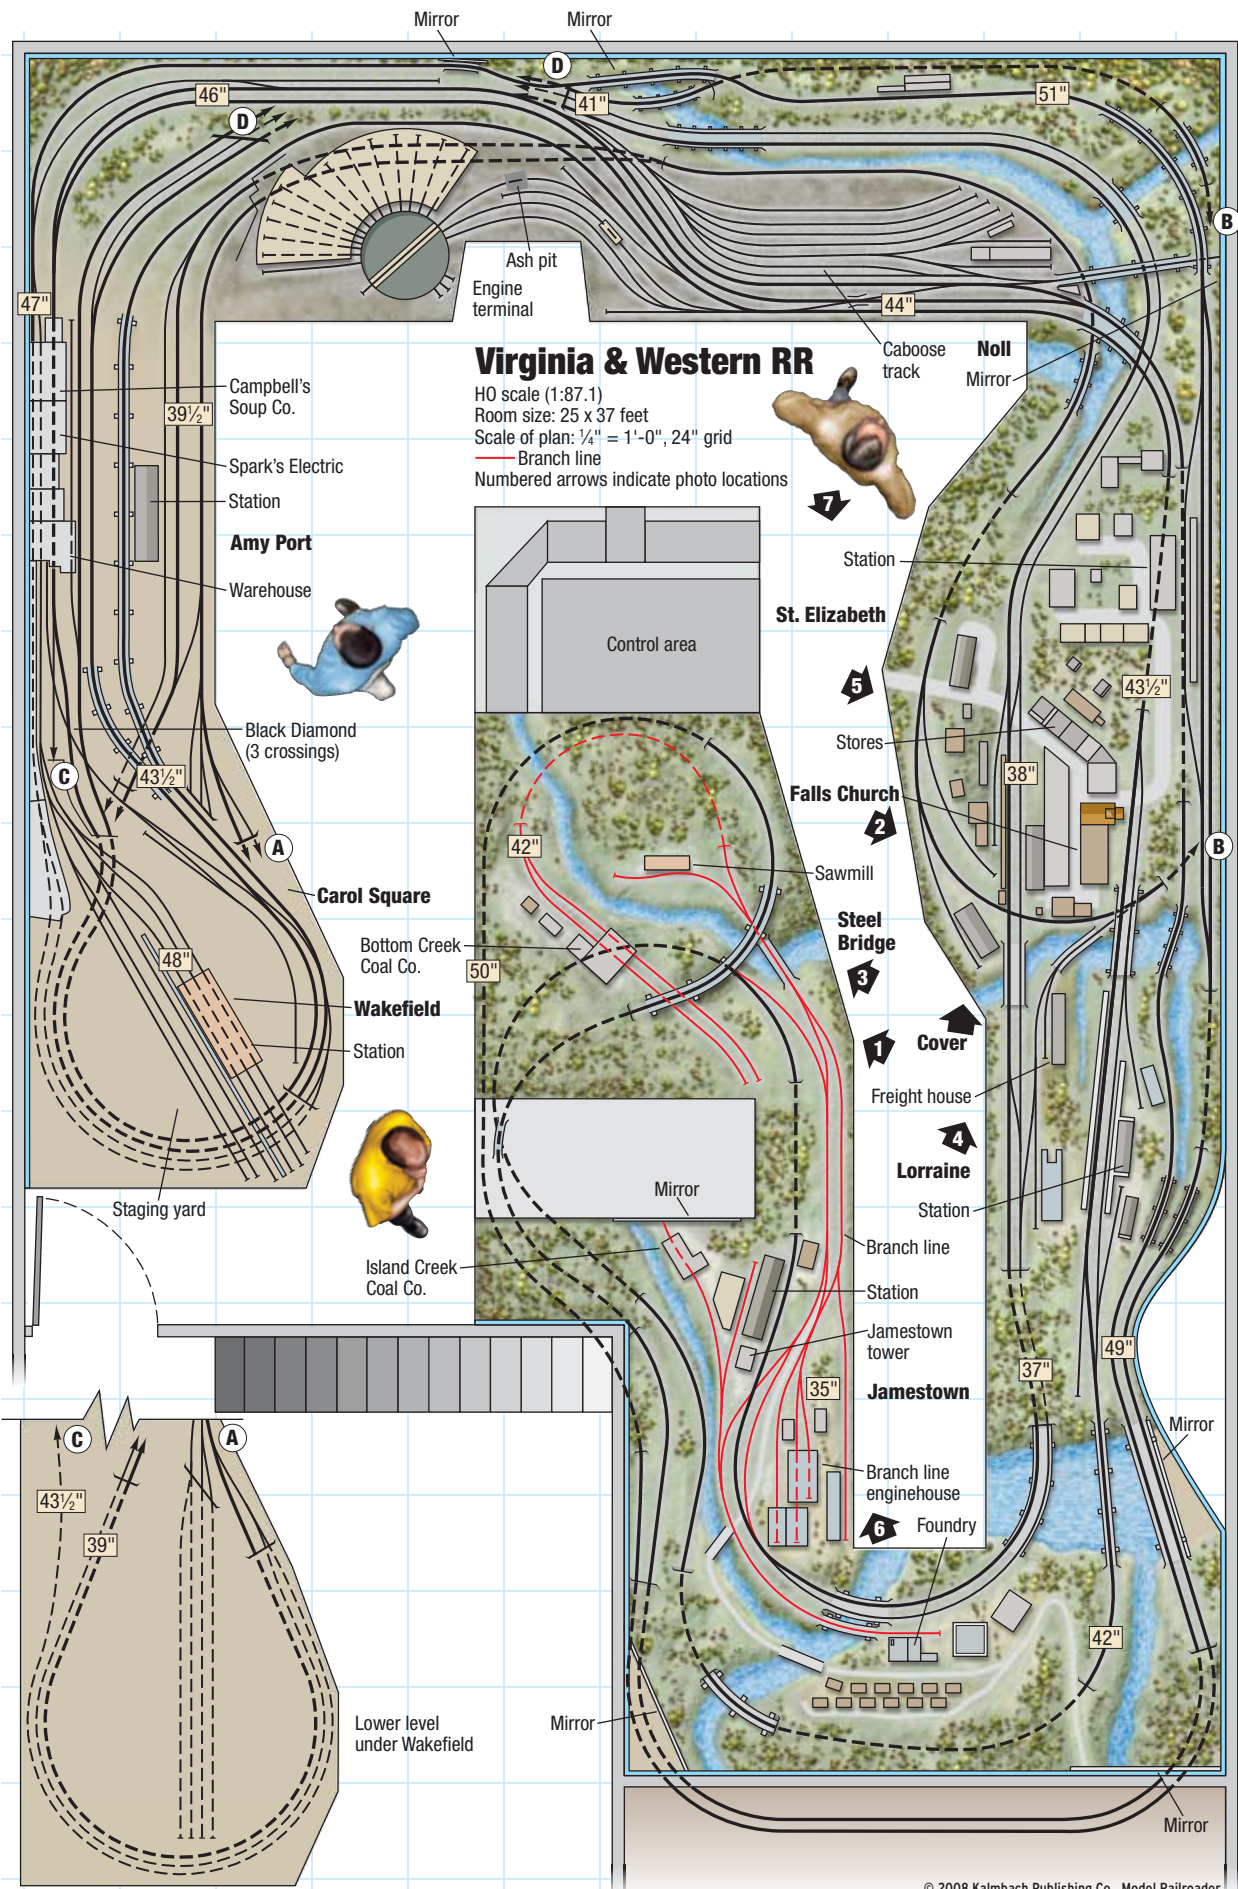 Mirror
Mirror
D
46"
41"
51"
D
B
Ash pit
Engine
terminal
47"
44"
Virginia & Western RR
HO scale (1:87.1)
Room size: 25 x 37 feet
Scale of plan: ¼" = 1'-0", 24" grid
Branch line
Numbered arrows indicate photo locations
Caboose
track
Noll
Mirror
Campbell's
Soup Co.
39½"
Spark's Electric
Station
Amy Port
Warehouse
7
Station
St. Elizabeth
Control area
5
43½"
Black Diamond
(3 crossings)
Stores
C
43½"
38"
Falls Church
2
A
42"
B
Sawmill
Carol Square
Steel
Bridge
Bottom Creek
Coal Co.
48"
50"
3
Wakefield
Station
1
Cover
Freight house
4
Lorraine
Station
Mirror
Staging yard
Branch line
Island Creek
Coal Co.
Station
Jamestown
tower
49"
37"
35"
Jamestown
C
A
Mirror
Branch line
enginehouse
43½"
6
Foundry
39"
42"
Lower level
under Wakefield
Mirror
Mirror
© 2008 Kalmbach Publishing Co., Model Railroader